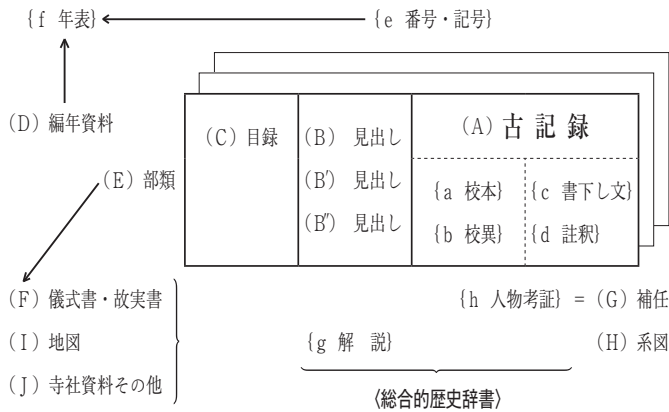 {f 年表} {e 番号・記号}
(D) 編年資料
(E) 部類
(C) 目録 (B) 見出し (A) 古記録
(B′) 見出し {a 校本} {c 書下し文}
(B″) 見出し {b 校異} {d 註釈}
(F) 儀式書・故実書 {h 人物考証} = (G) 補任
(I) 地図 {g 解 説} (H) 系図
(J) 寺社資料その他
〈総合的歴史辞書〉